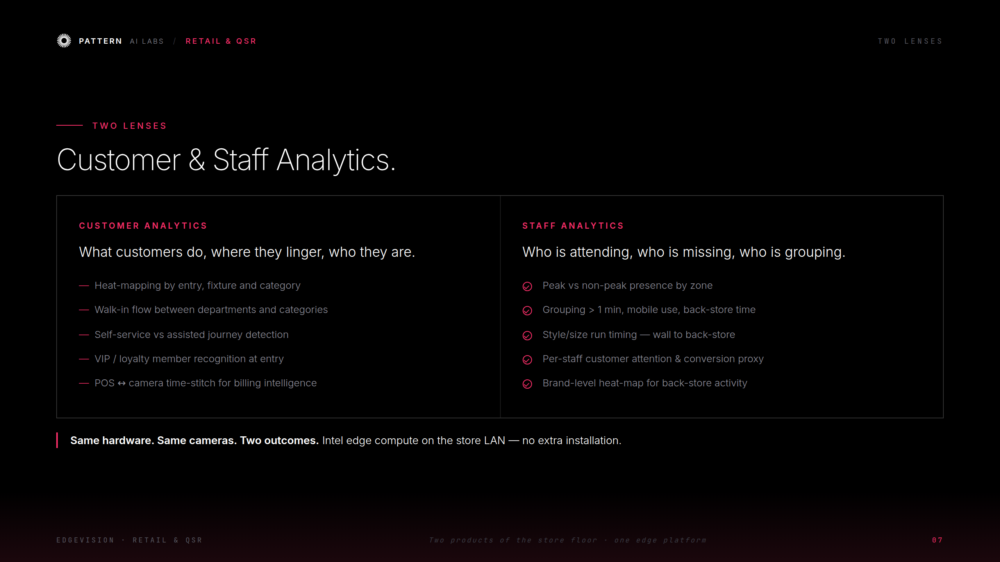 PATTERN AI LABS / RETAIL & QSR
TWO LENSES
TWO LENSES
Customer & Staff Analytics.
CUSTOMER ANALYTICS
What customers do, where they linger, who they are.
— Heat-mapping by entry, fixture and category
— Walk-in flow between departments and categories
— Self-service vs assisted journey detection
— VIP / loyalty member recognition at entry
— POS ↔ camera time-stitch for billing intelligence
STAFF ANALYTICS
Who is attending, who is missing, who is grouping.
Peak vs non-peak presence by zone
Grouping > 1 min, mobile use, back-store time
Style/size run timing — wall to back-store
Per-staff customer attention & conversion proxy
Brand-level heat-map for back-store activity
Same hardware. Same cameras. Two outcomes. Intel edge compute on the store LAN — no extra installation.
EDGEVISION · RETAIL & QSR
Two products of the store floor · one edge platform
07